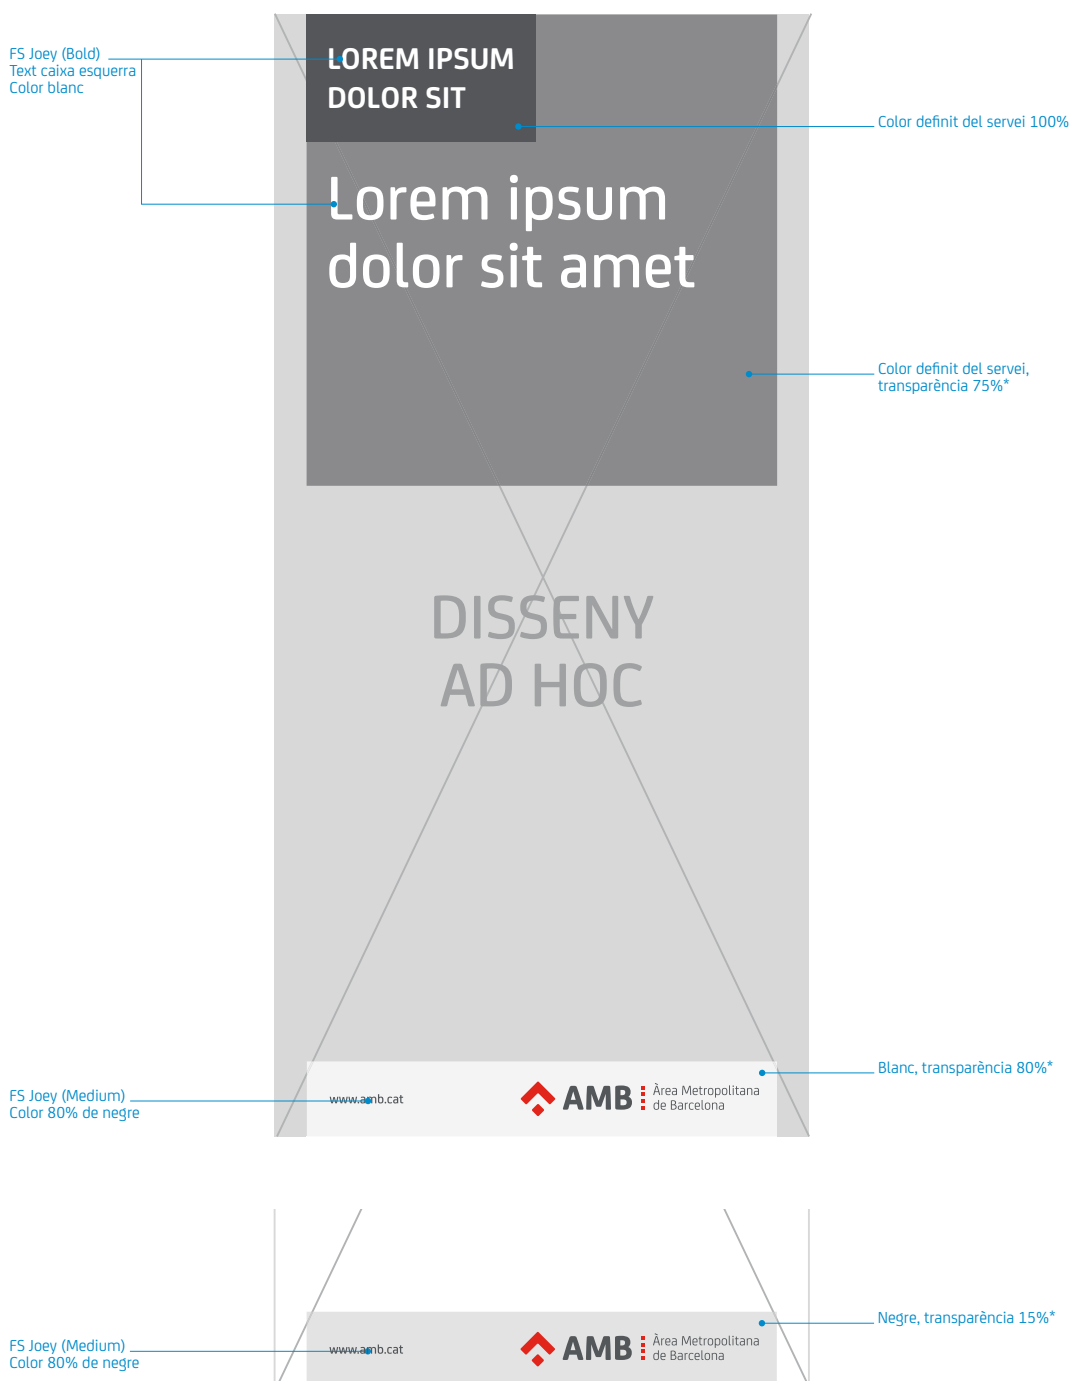 FS Joey (Bold)
Text caixa esquerra
Color blanc
LOREM IPSUM
DOLOR SIT
Color definit del servei 100%
Lorem ipsum
dolor sit amet
Color definit del servei,
transparència 75%*
DISSENY
AD HOC
Blanc, transparència 80%*
FS Joey (Medium)
Color 80% de negre
www.amb.cat
AMB
Àrea Metropolitana
de Barcelona
Negre, transparència 15%*
FS Joey (Medium)
Color 80% de negre
www.amb.cat
AMB
Àrea Metropolitana
de Barcelona